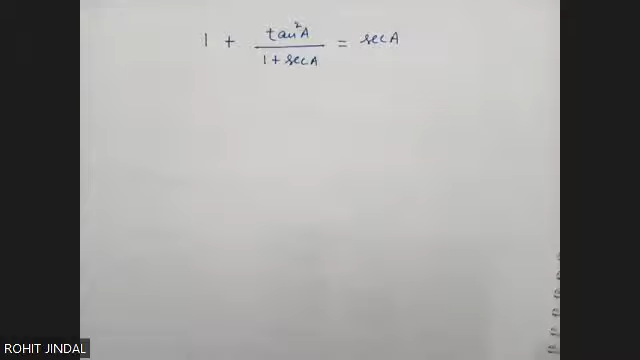 1 + tan²A / 1 + secA = secA
ROHIT JINDAL